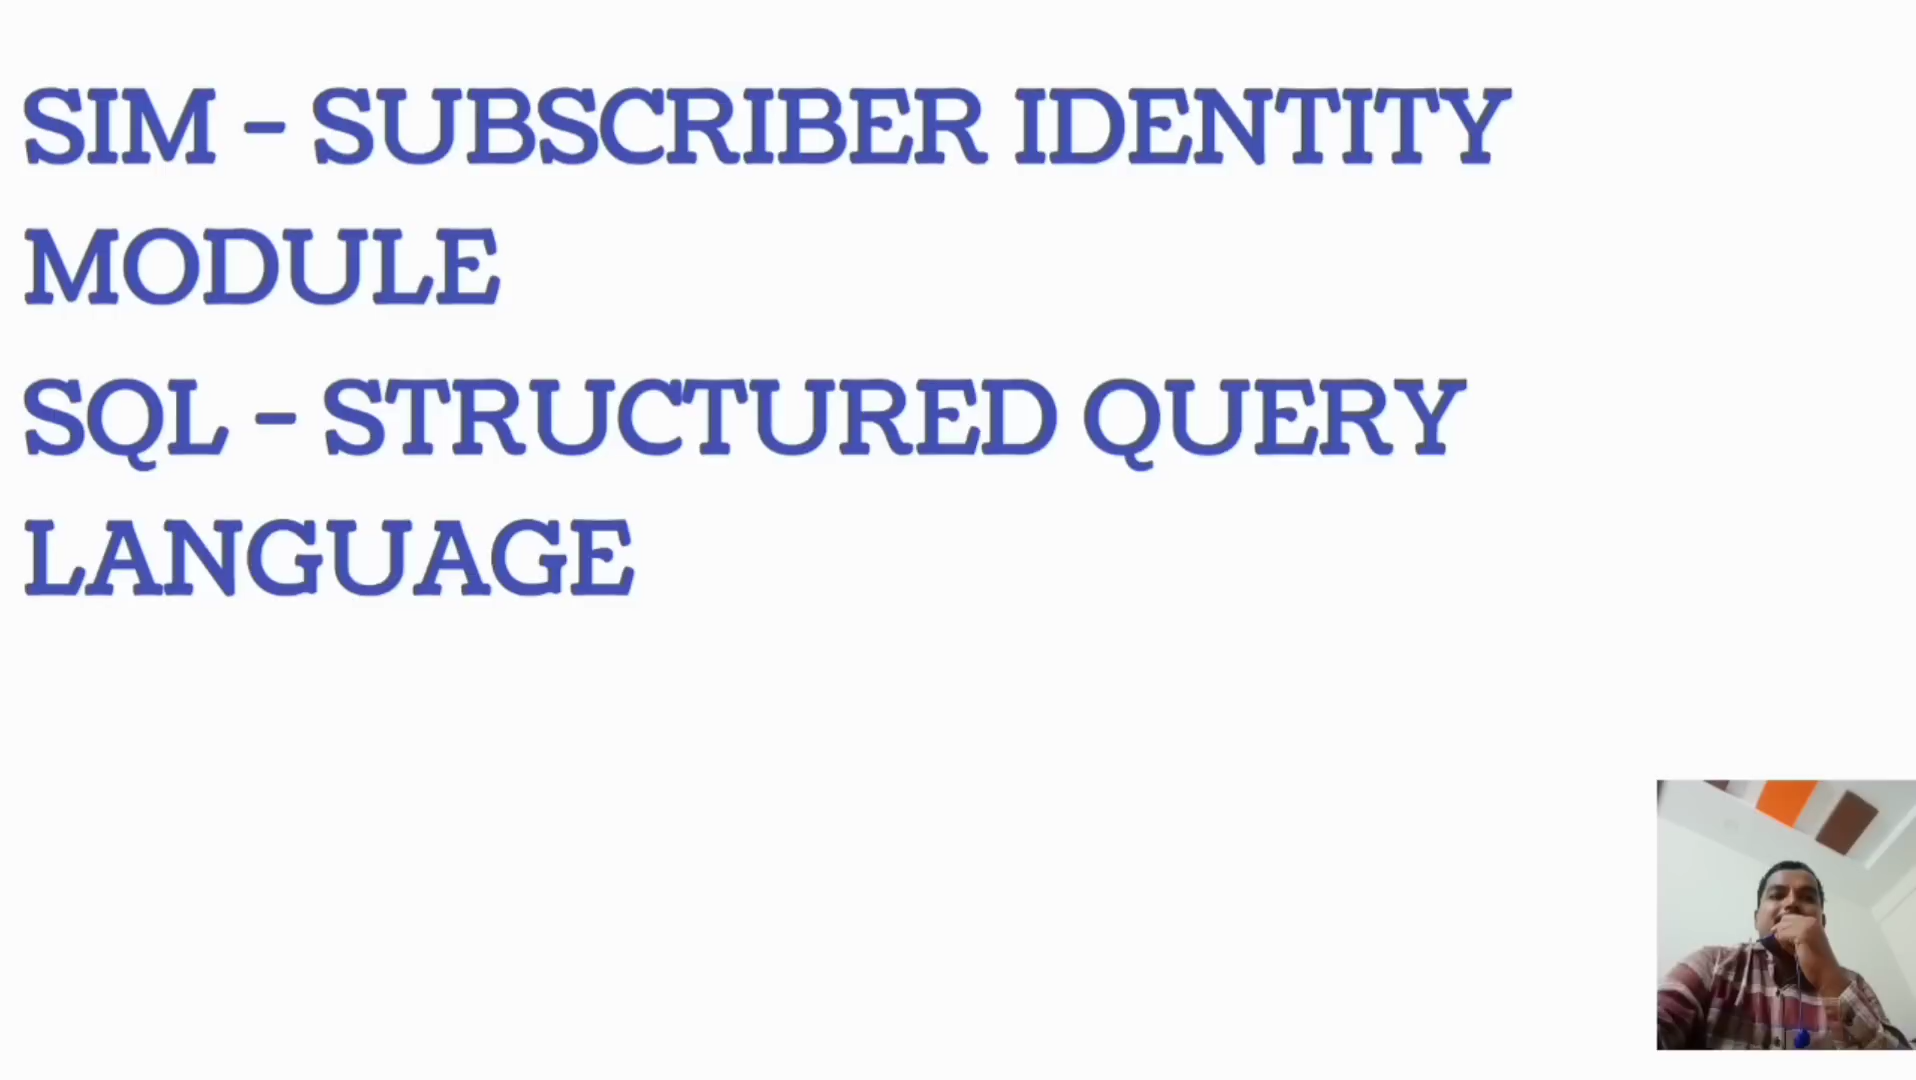 SIM - SUBSCRIBER IDENTITY
MODULE
SQL - STRUCTURED QUERY
LANGUAGE